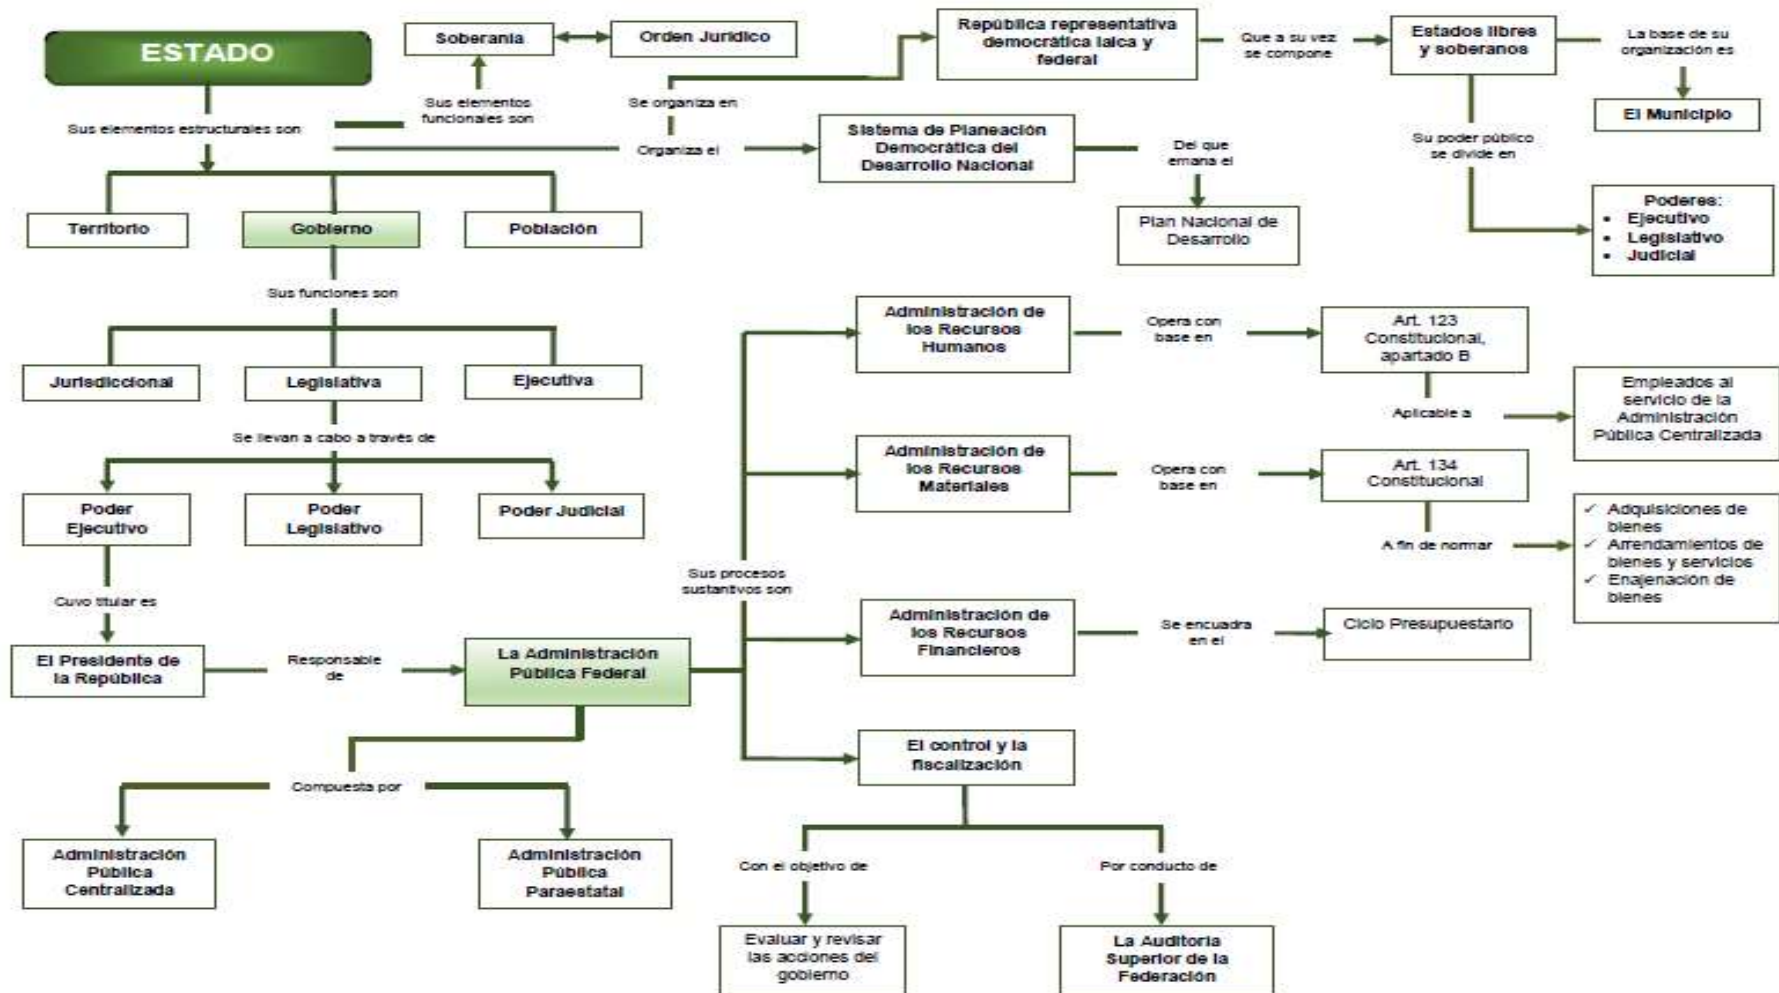 ESTADO
Soberanía
Orden Jurídico
República representativa
democrática laica y
federal
Que a su vez
se compone
Estados libres
y soberanos
La base de su
organización es
El Municipio
Sus elementos
funcionales son
Se organiza en
Sus elementos estructurales son
Organiza el
Sistema de Planeación
Democrática del
Desarrollo Nacional
Del que
emana el
Su poder público
se divide en
Plan Nacional de
Desarrollo
Poderes:
• Ejecutivo
• Legislativo
• Judicial
Territorio
Gobierno
Población
Sus funciones son
Jurisdiccional
Legislativa
Ejecutiva
Se llevan a cabo a través de
Poder
Ejecutivo
Poder
Legislativo
Poder Judicial
Cuyo titular es
El Presidente de
la República
Responsable
de
La Administración
Pública Federal
Sus procesos
sustantivos son
Administración de
los Recursos
Humanos
Opera con
base en
Art. 123
Constitucional,
apartado B
Aplicable a
Empleados al
servicio de la
Administración
Pública Centralizada
Administración de
los Recursos
Materiales
Opera con
base en
Art. 134
Constitucional
A fin de normar
✓ Adquisiciones de
bienes
✓ Arrendamientos de
bienes y servicios
✓ Enajenación de
bienes
Administración de
los Recursos
Financieros
Se encuadra
en el
Ciclo Presupuestario
El control y la
fiscalización
Compuesta por
Administración
Pública
Centralizada
Administración
Pública
Paraestatal
Con el objetivo de
Por conducto de
Evaluar y revisar
las acciones del
gobierno
La Auditoría
Superior de la
Federación